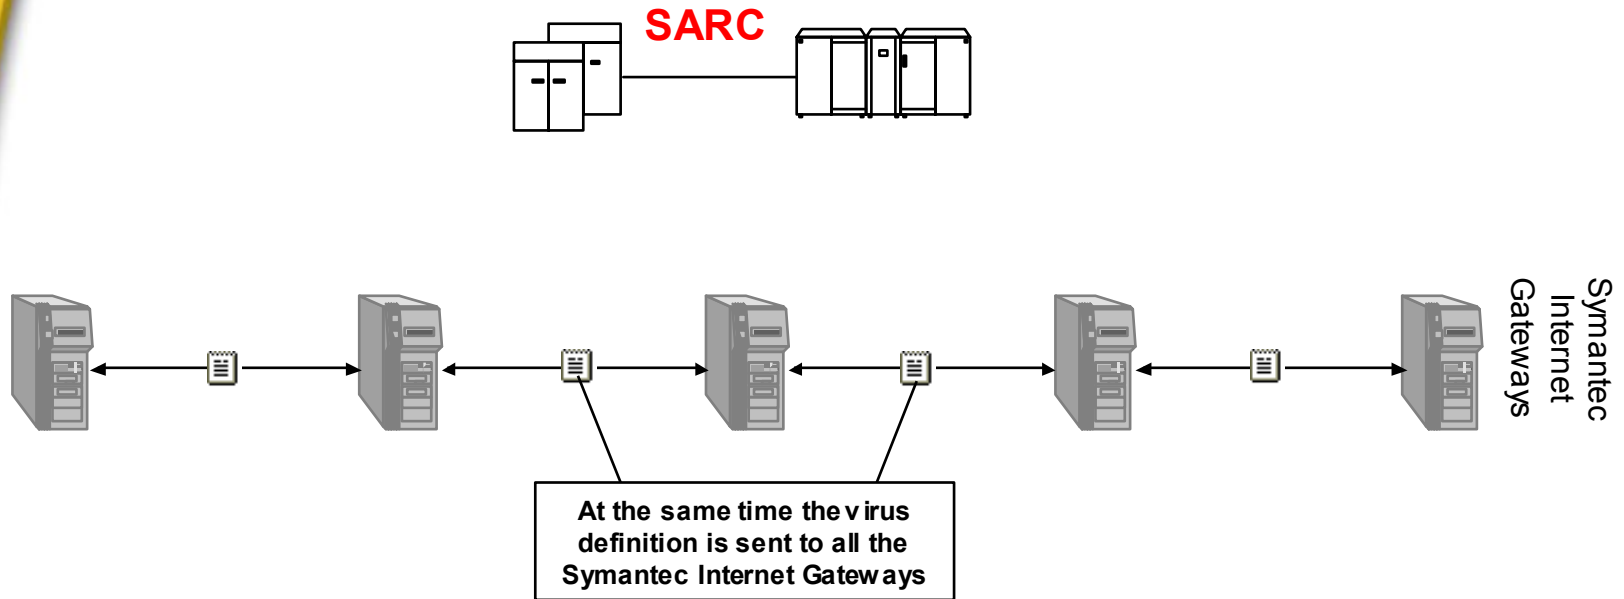 SARC
Symantec
Internet
Gateways
At the same time the virus
definition is sent to all the
Symantec Internet Gateways